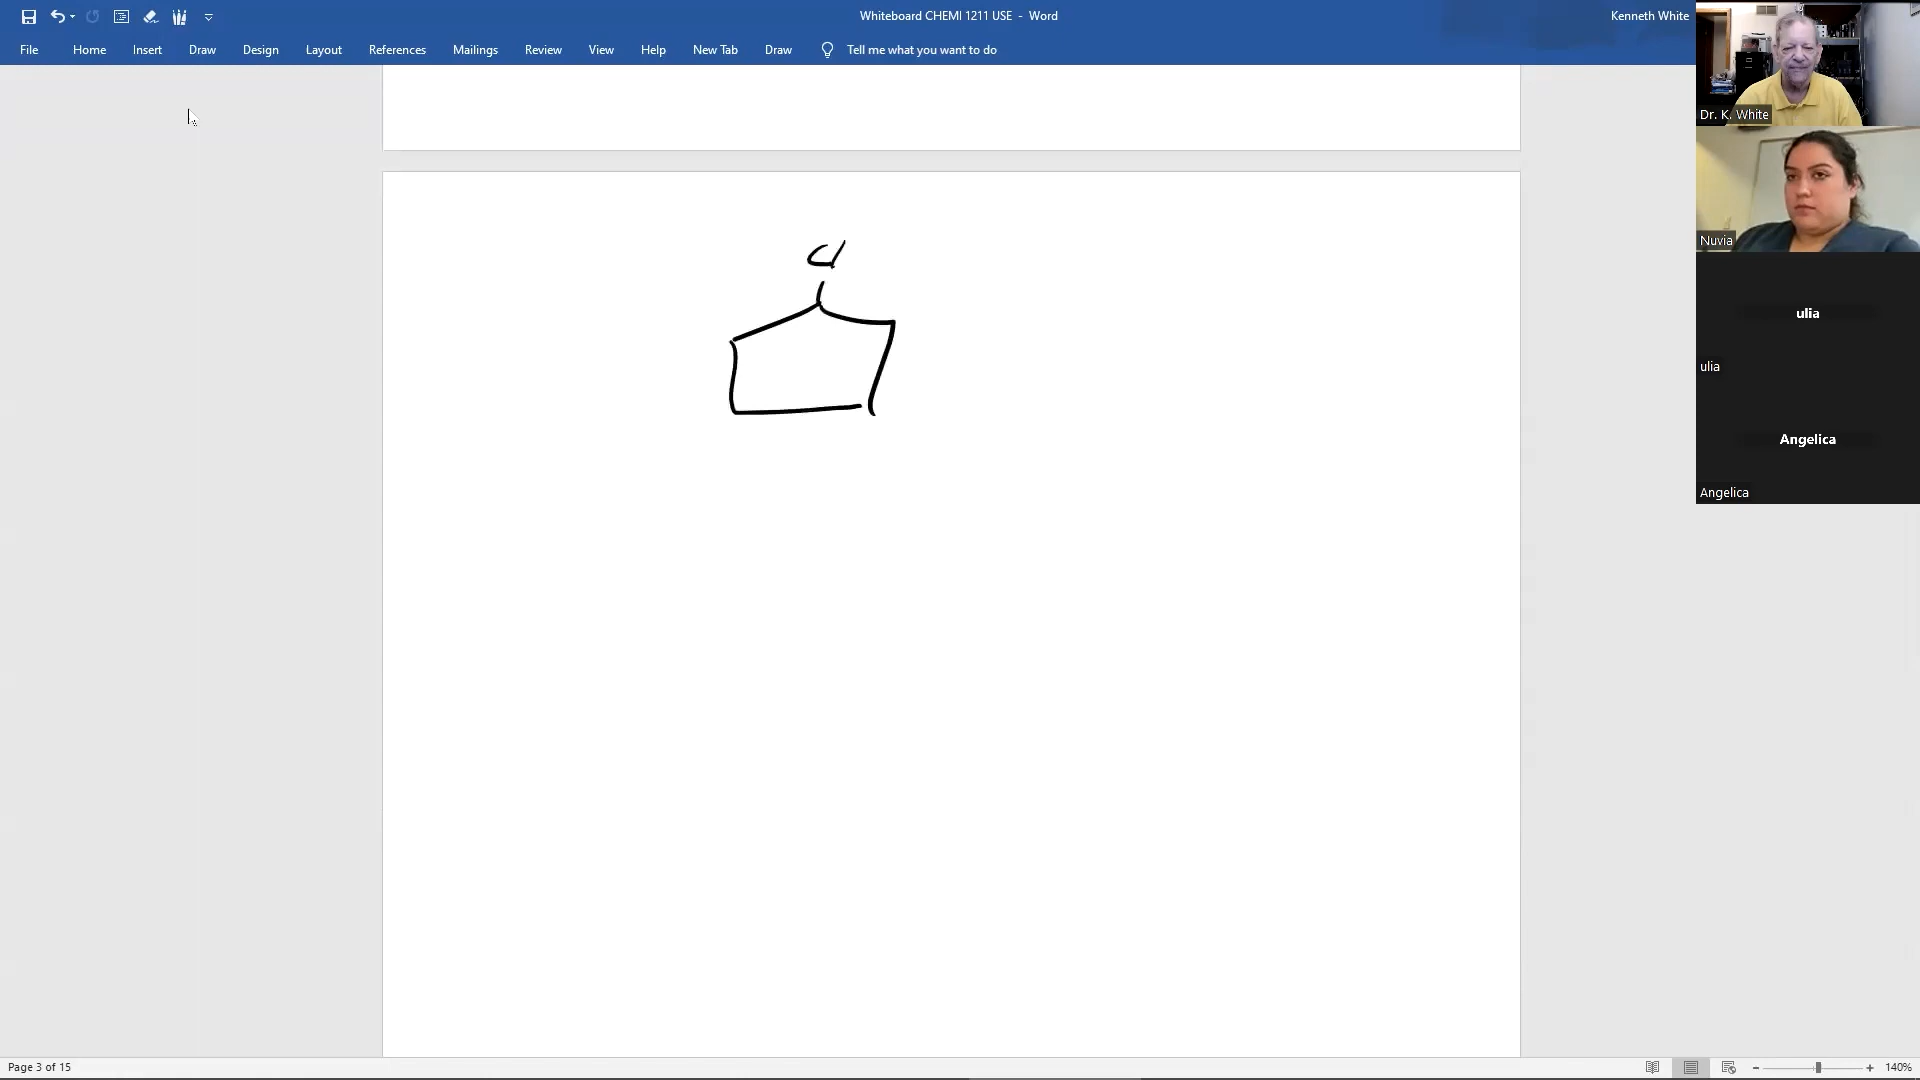 Whiteboard CHEMI 1211 USE - Word
Kenneth White
File Home Insert Draw Design Layout References Mailings Review View Help New Tab Draw Tell me what you want to do
Dr. K. White
Nuvia
ulia
ulia
Angelica
Angelica
Cl
Page 3 of 15
140%